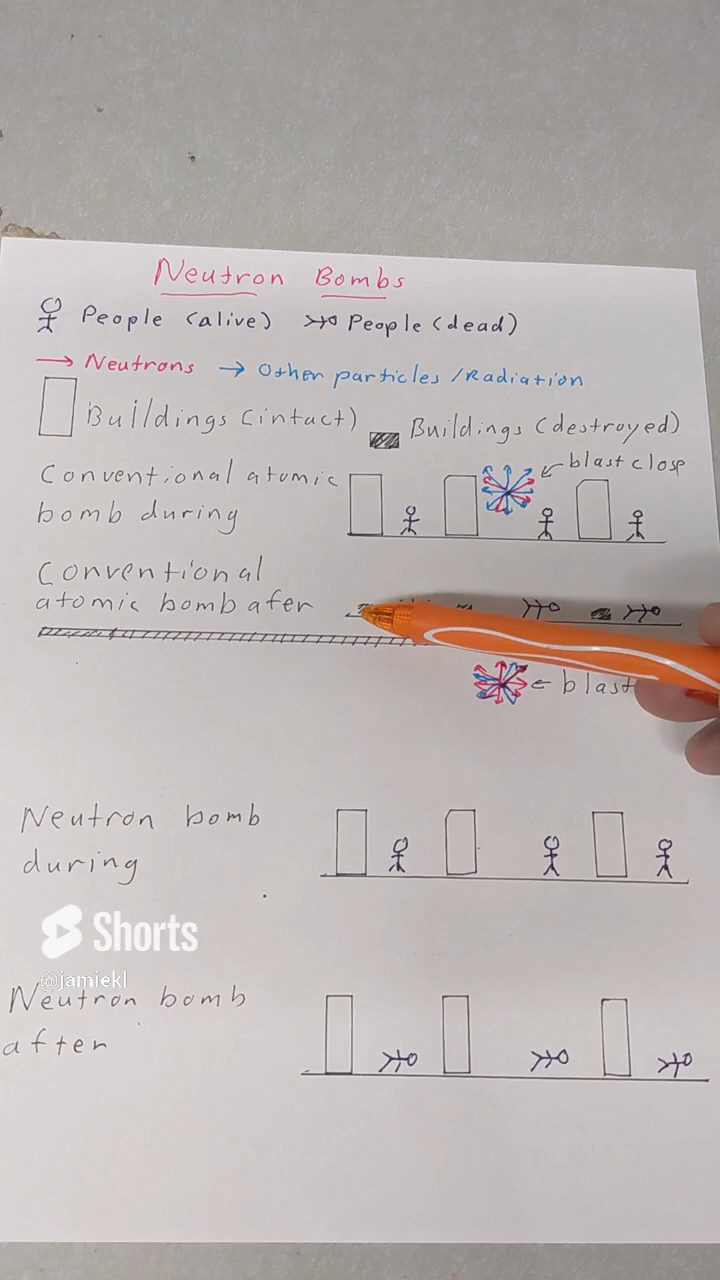 Neutron Bombs
People (alive) People (dead)
→ Neutrons → Other particles /Radiation
Buildings (intact)
Buildings (destroyed)
Conventional atomic
bomb during
← blast close
Conventional
atomic bomb afer
← blast
Neutron bomb
during
Shorts
@jamiekl
Neutron bomb
after